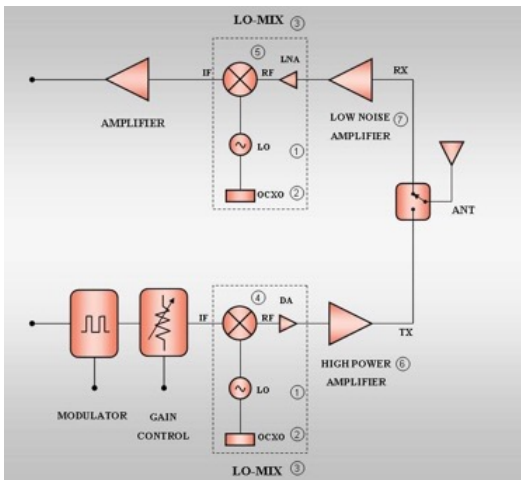 LO-MIX ③
⑤
IF RF LNA RX
AMPLIFIER
LOW NOISE ⑦
AMPLIFIER
LO ①
OCXO ②
ANT
④
IF RF DA
TX
HIGH POWER ⑥
AMPLIFIER
LO ①
MODULATOR
GAIN
CONTROL
OCXO ②
LO-MIX ③